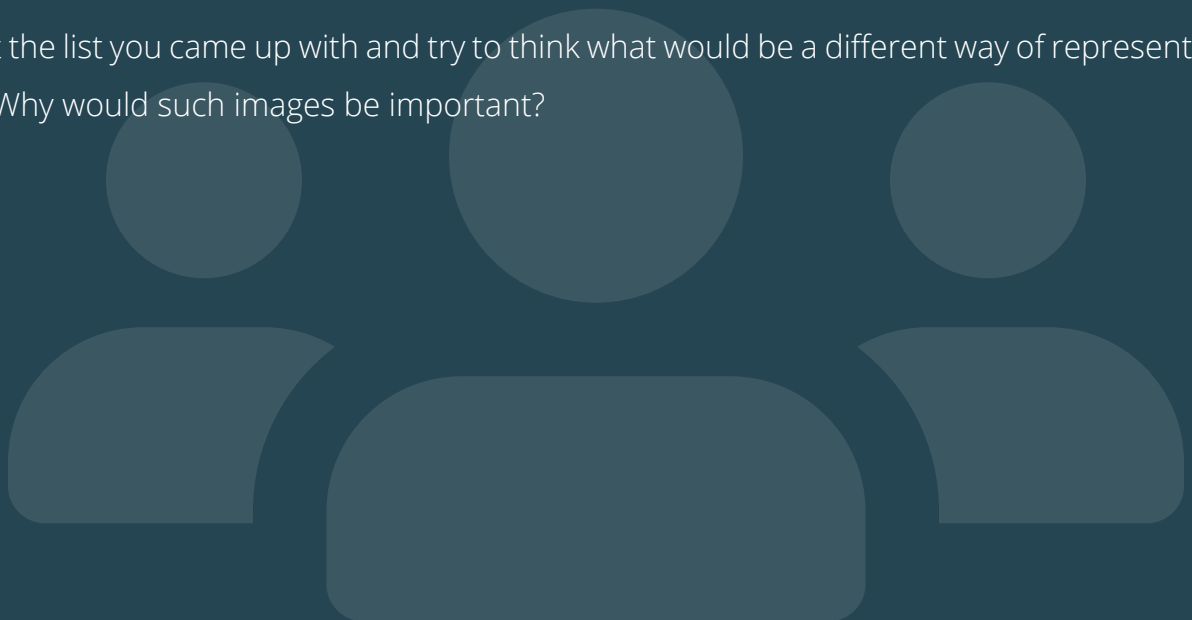 the list you came up with and try to think what would be a different way of represent
Why would such images be important?